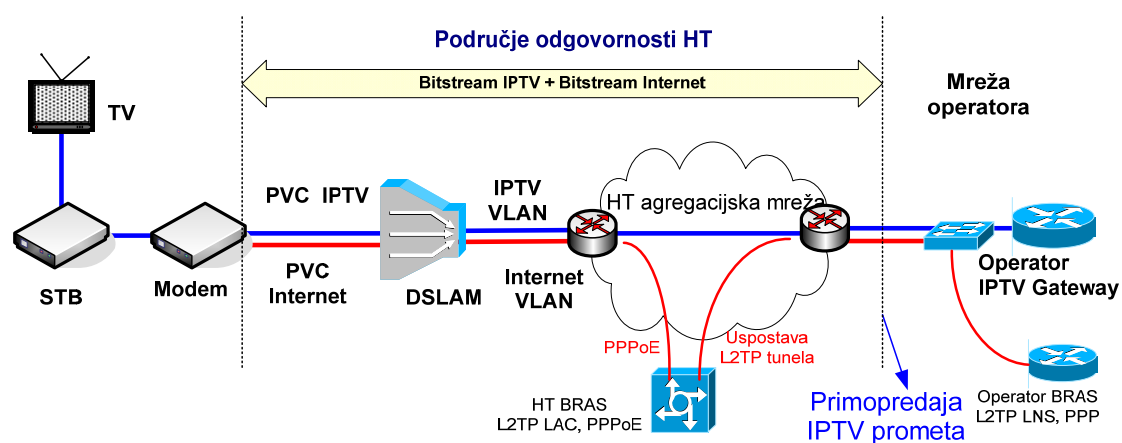 Područje odgovornosti HT
Bitstream IPTV + Bitstream Internet
Mreža
operatora
TV
PVC IPTV
IPTV
VLAN
HT agregacijska mreža
STB
Modem
PVC
Internet
DSLAM
Internet
VLAN
Operator
IPTV Gateway
PPPoE
Uspostava
L2TP tunela
HT BRAS
L2TP LAC, PPPoE
Primopredaja
IPTV prometa
Operator BRAS
L2TP LNS, PPP